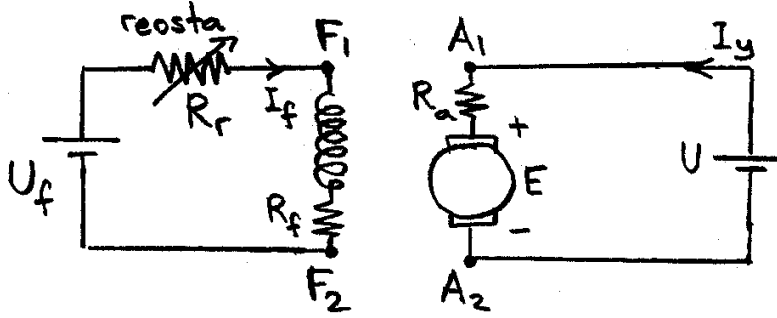 reosta
F1
A1
Iy
Rr
If
Ra
+
Uf
Rf
E
U
-
F2
A2